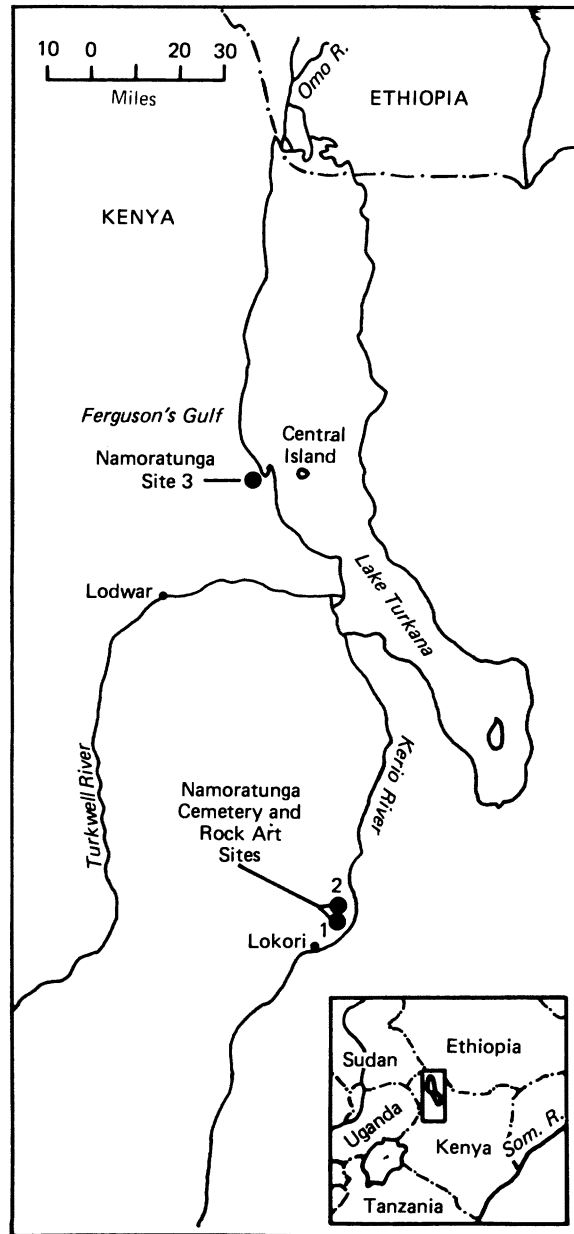 10 0 20 30
Miles
Omo R.
ETHIOPIA
KENYA
Ferguson's Gulf
Central
Island
Namoratunga
Site 3
Lake Turkana
Lodwar
Turkwell River
Kerio River
Namoratunga
Cemetery and
Rock Art
Sites
2
1
Lokori
Sudan
Ethiopia
Uganda
Kenya
Som. R.
Tanzania